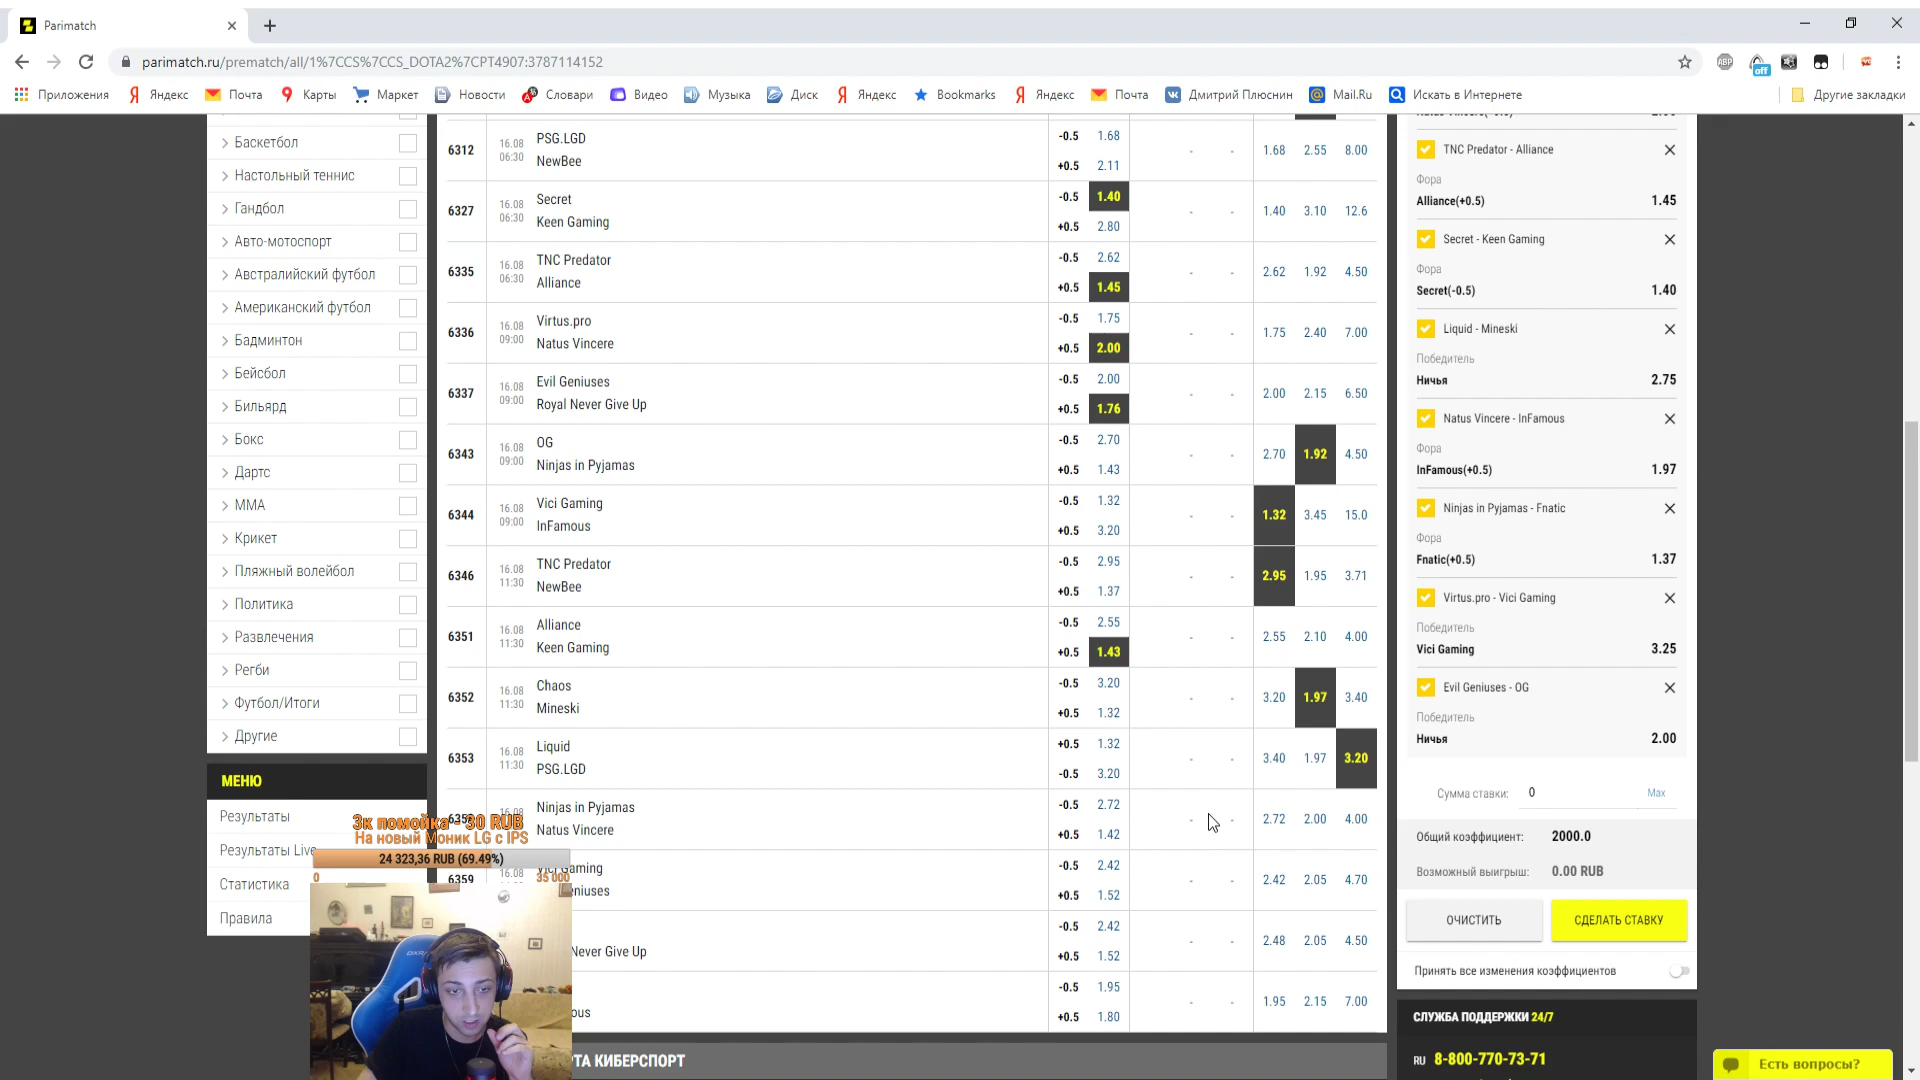 Parimatch
parimatch.ru/prematch/all/1%7CCS%7CCS_DOTA2%7CPT4907:3787114152
ABP
off
Приложения
Яндекс
Почта
Карты
Маркет
Новости
Словари
Видео
Музыка
Диск
Яндекс
Bookmarks
Яндекс
Почта
Дмитрий Плюснин
Mail.Ru
Искать в Интернете
Другие закладки
Баскетбол
Настольный теннис
Гандбол
Авто-мотоспорт
Австралийский футбол
Американский футбол
Бадминтон
Бейсбол
Бильярд
Бокс
Дартс
ММА
Крикет
Пляжный волейбол
Политика
Развлечения
Регби
Футбол/Итоги
Другие
МЕНЮ
Результаты
Результаты Live
Статистика
Правила
3к помойка - 30 RUB
На новый Моник LG с IPS
24 323,36 RUB (69.49%)
0
35 000
6312 16.08 06:30 PSG.LGD NewBee -0.5 1.68 +0.5 2.11 - - 1.68 2.55 8.00
6327 16.08 06:30 Secret Keen Gaming -0.5 1.40 +0.5 2.80 - - 1.40 3.10 12.6
6335 16.08 06:30 TNC Predator Alliance -0.5 2.62 +0.5 1.45 - - 2.62 1.92 4.50
6336 16.08 09:00 Virtus.pro Natus Vincere -0.5 1.75 +0.5 2.00 - - 1.75 2.40 7.00
6337 16.08 09:00 Evil Geniuses Royal Never Give Up -0.5 2.00 +0.5 1.76 - - 2.00 2.15 6.50
6343 16.08 09:00 OG Ninjas in Pyjamas -0.5 2.70 +0.5 1.43 - - 2.70 1.92 4.50
6344 16.08 09:00 Vici Gaming InFamous -0.5 1.32 +0.5 3.20 - - 1.32 3.45 15.0
6346 16.08 11:30 TNC Predator NewBee -0.5 2.95 +0.5 1.37 - - 2.95 1.95 3.71
6351 16.08 11:30 Alliance Keen Gaming -0.5 2.55 +0.5 1.43 - - 2.55 2.10 4.00
6352 16.08 11:30 Chaos Mineski -0.5 3.20 +0.5 1.32 - - 3.20 1.97 3.40
6353 16.08 11:30 Liquid PSG.LGD +0.5 1.32 -0.5 3.20 - - 3.40 1.97 3.20
Ninjas in Pyjamas Natus Vincere -0.5 2.72 +0.5 1.42 - - 2.72 2.00 4.00
6359 16.08 Vici Gaming -0.5 2.42 +0.5 1.52 - - 2.42 2.05 4.70
Never Give Up -0.5 2.42 +0.5 1.52 - - 2.48 2.05 4.50
-0.5 1.95 +0.5 1.80 - - 1.95 2.15 7.00
КИБЕРСПОРТ
TNC Predator - Alliance
Фора
Alliance(+0.5) 1.45
Secret - Keen Gaming
Фора
Secret(-0.5) 1.40
Liquid - Mineski
Победитель
Ничья 2.75
Natus Vincere - InFamous
Фора
InFamous(+0.5) 1.97
Ninjas in Pyjamas - Fnatic
Фора
Fnatic(+0.5) 1.37
Virtus.pro - Vici Gaming
Победитель
Vici Gaming 3.25
Evil Geniuses - OG
Победитель
Ничья 2.00
Сумма ставки: 0 Max
Общий коэффициент: 2000.0
Возможный выигрыш: 0.00 RUB
ОЧИСТИТЬ
СДЕЛАТЬ СТАВКУ
Принять все изменения коэффициентов
СЛУЖБА ПОДДЕРЖКИ 24/7
RU 8-800-770-73-71
Есть вопросы?